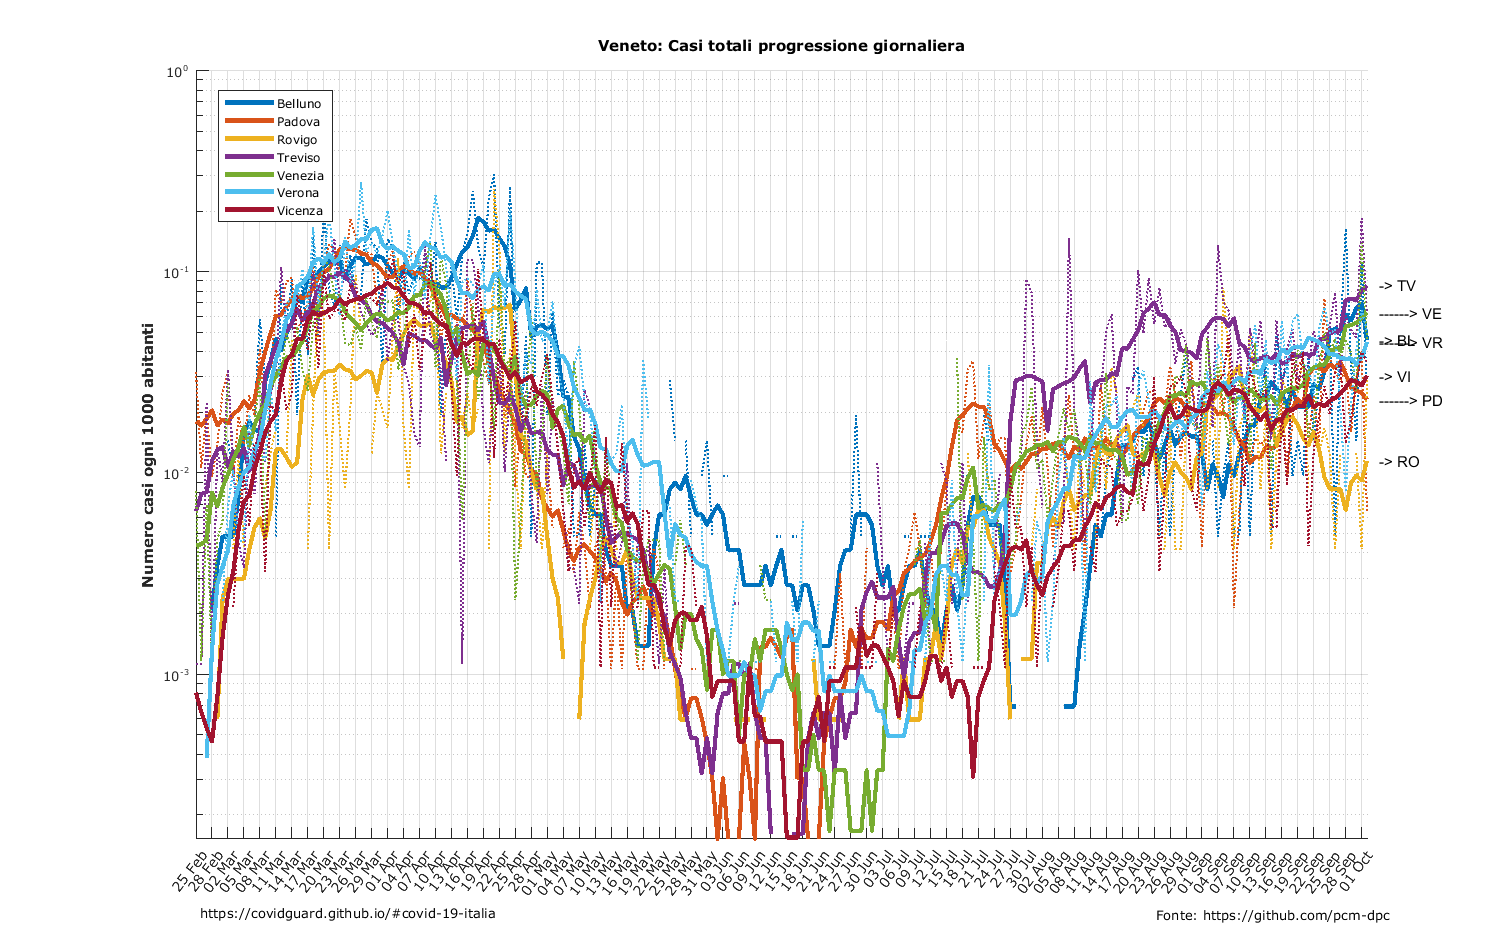 Veneto: Casi totali progressione giornaliera
10⁰
10⁻¹
10⁻²
10⁻³
Numero casi ogni 1000 abitanti
Belluno
Padova
Rovigo
Treviso
Venezia
Verona
Vicenza
-> TV
------> VE
-> BL
------> VR
-> VI
------> PD
-> RO
25 Feb
28 Feb
02 Mar
05 Mar
08 Mar
11 Mar
14 Mar
17 Mar
20 Mar
23 Mar
26 Mar
29 Mar
01 Apr
04 Apr
07 Apr
10 Apr
13 Apr
16 Apr
19 Apr
22 Apr
25 Apr
28 Apr
01 May
04 May
07 May
10 May
13 May
16 May
19 May
22 May
25 May
28 May
31 May
03 Jun
06 Jun
09 Jun
12 Jun
15 Jun
18 Jun
21 Jun
24 Jun
27 Jun
30 Jun
03 Jul
06 Jul
09 Jul
12 Jul
15 Jul
18 Jul
21 Jul
24 Jul
27 Jul
30 Jul
02 Aug
05 Aug
08 Aug
11 Aug
14 Aug
17 Aug
20 Aug
23 Aug
26 Aug
29 Aug
01 Sep
04 Sep
07 Sep
10 Sep
13 Sep
16 Sep
19 Sep
22 Sep
25 Sep
28 Sep
01 Oct
https://covidguard.github.io/#covid-19-italia
Fonte: https://github.com/pcm-dpc